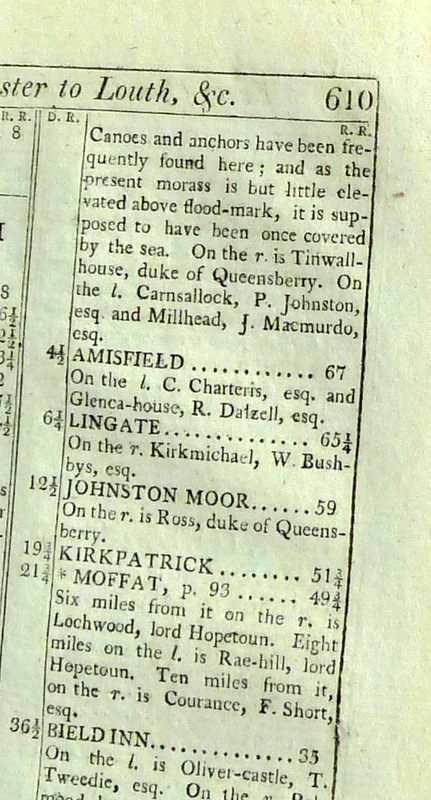 ster to Louth, &c. 610
R. R. D. R. R. R.
8
Canoes and anchors have been fre-
quently found here; and as the
present morass is but little ele-
vated above flood-mark, it is sup-
posed to have been once covered
by the sea. On the r. is Tinwall-
house, duke of Queensberry. On
the l. Carnsallock, P. Johnston,
esq. and Millhead, J. Macmurdo,
esq.
4½ AMISFIELD ............ 67
On the l. C. Charteris, esq. and
Glenca-house, R. Dalzell, esq.
6¼ LINGATE................ 65¼
On the r. Kirkmichael, W. Bush-
bys, esq.
12½ JOHNSTON MOOR...... 59
On the r. is Ross, duke of Queens-
berry.
19¾ KIRKPATRICK ........ 51¾
21¾ * MOFFAT, p. 93 ...... 49¾
Six miles from it on the r. is
Lochwood, lord Hopetoun. Eight
miles on the l. is Rae-hill, lord
Hopetoun. Ten miles from it,
on the r. is Courance, F. Short,
esq.
36½ BIELD INN.............. 35
On the l. is Oliver-castle, T.
Tweedie, esq. On the r.